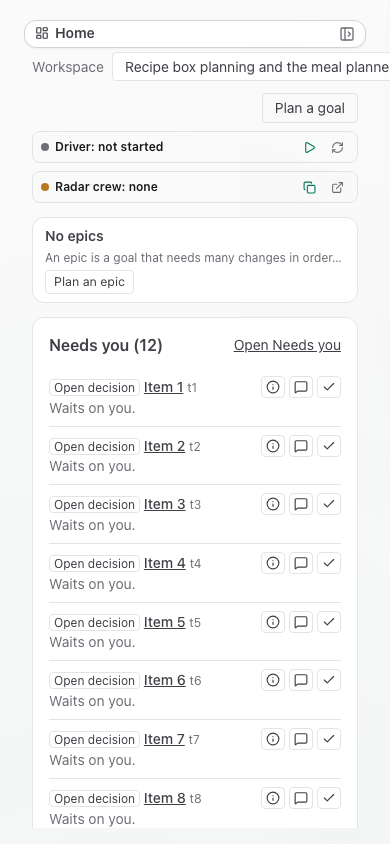 Home
Workspace Recipe box planning and the meal planne
Plan a goal
Driver: not started
Radar crew: none
No epics
An epic is a goal that needs many changes in order...
Plan an epic
Needs you (12) Open Needs you
Open decision Item 1 t1
Waits on you.
Open decision Item 2 t2
Waits on you.
Open decision Item 3 t3
Waits on you.
Open decision Item 4 t4
Waits on you.
Open decision Item 5 t5
Waits on you.
Open decision Item 6 t6
Waits on you.
Open decision Item 7 t7
Waits on you.
Open decision Item 8 t8
Waits on you.